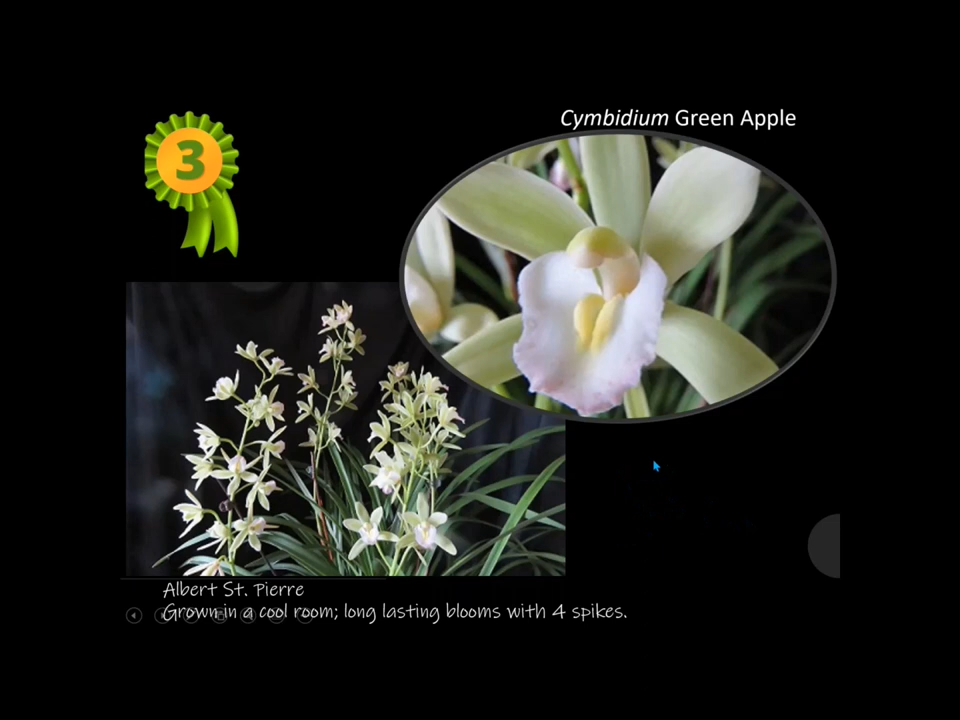 3
Cymbidium Green Apple
Albert St. Pierre
Grown in a cool room; long lasting blooms with 4 spikes.